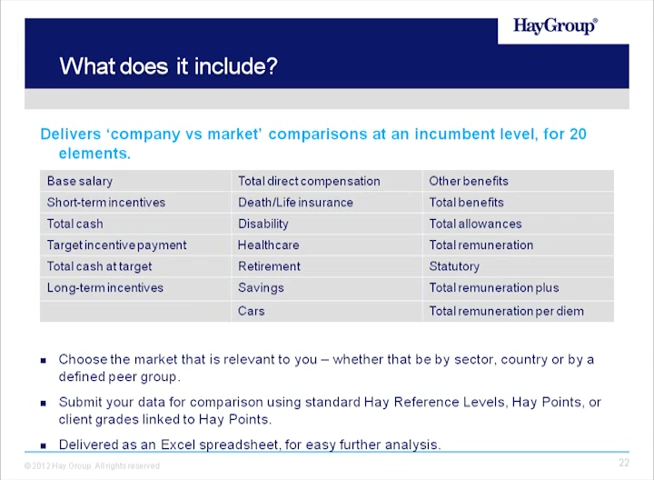 HayGroup®
What does it include?
Delivers ‘company vs market’ comparisons at an incumbent level, for 20
elements.
Base salary Total direct compensation Other benefits
Short-term incentives Death/Life insurance Total benefits
Total cash Disability Total allowances
Target incentive payment Healthcare Total remuneration
Total cash at target Retirement Statutory
Long-term incentives Savings Total remuneration plus
Cars Total remuneration per diem
▪ Choose the market that is relevant to you – whether that be by sector, country or by a
defined peer group.
▪ Submit your data for comparison using standard Hay Reference Levels, Hay Points, or
client grades linked to Hay Points.
▪ Delivered as an Excel spreadsheet, for easy further analysis.
© 2012 Hay Group. All rights reserved
22